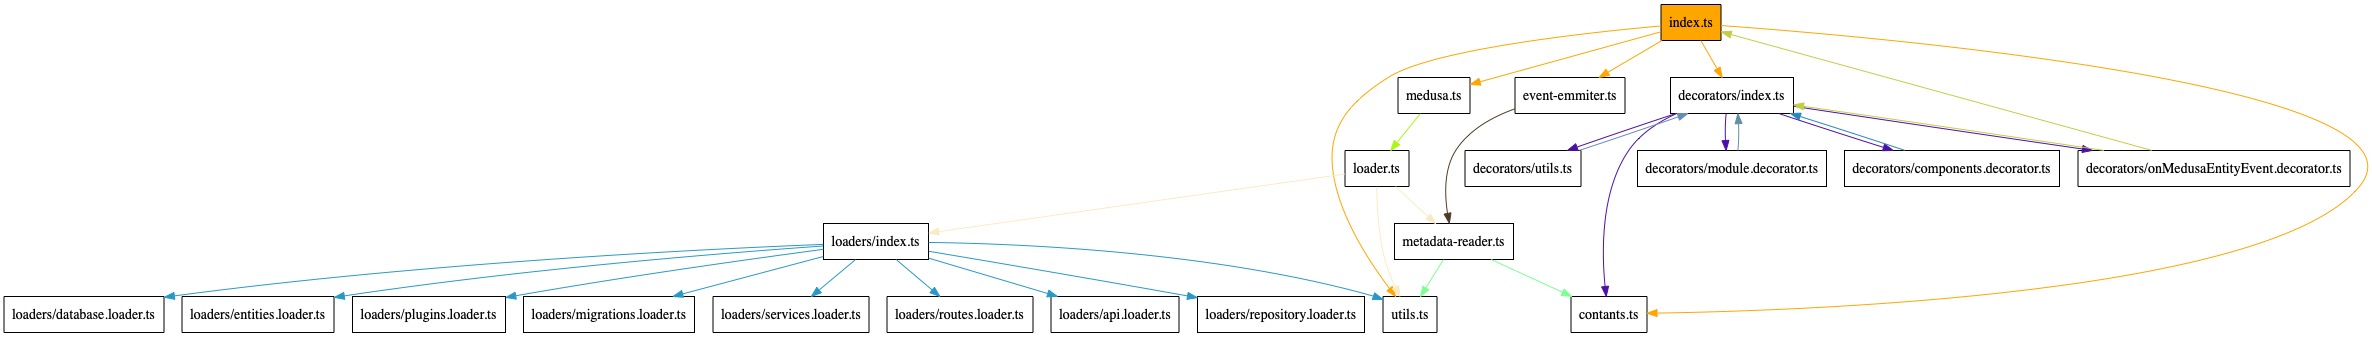 index.ts
medusa.ts
event-emmiter.ts
decorators/index.ts
loader.ts
decorators/utils.ts
decorators/module.decorator.ts
decorators/components.decorator.ts
decorators/onMedusaEntityEvent.decorator.ts
loaders/index.ts
metadata-reader.ts
loaders/database.loader.ts
loaders/entities.loader.ts
loaders/plugins.loader.ts
loaders/migrations.loader.ts
loaders/services.loader.ts
loaders/routes.loader.ts
loaders/api.loader.ts
loaders/repository.loader.ts
utils.ts
contants.ts